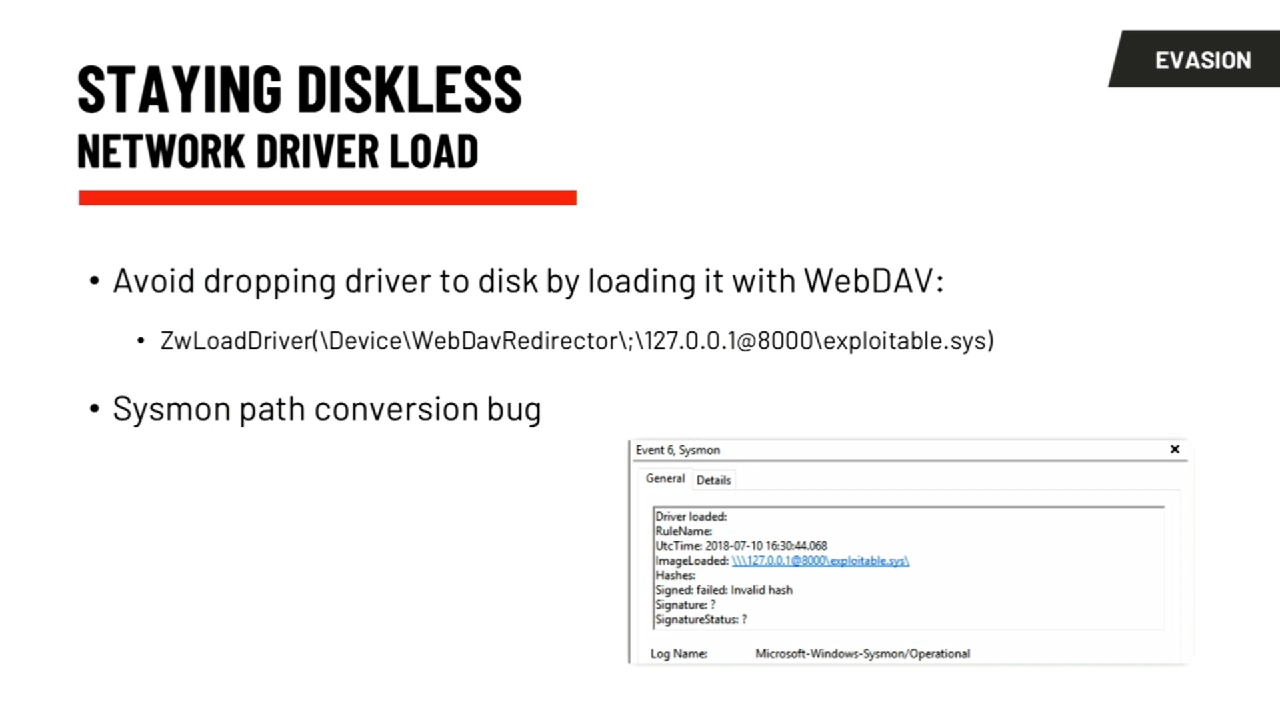 EVASION
STAYING DISKLESS
NETWORK DRIVER LOAD
• Avoid dropping driver to disk by loading it with WebDAV:
• ZwLoadDriver(\Device\WebDavRedirector\;\127.0.0.1@8000\exploitable.sys)
• Sysmon path conversion bug
Event 6, Sysmon
General Details
Driver loaded:
RuleName:
UtcTime: 2018-07-10 16:30:44.068
ImageLoaded: \\\\127.0.0.1@8000\exploitable.sys\
Hashes:
Signed: failed: Invalid hash
Signature: ?
SignatureStatus: ?
Log Name: Microsoft-Windows-Sysmon/Operational